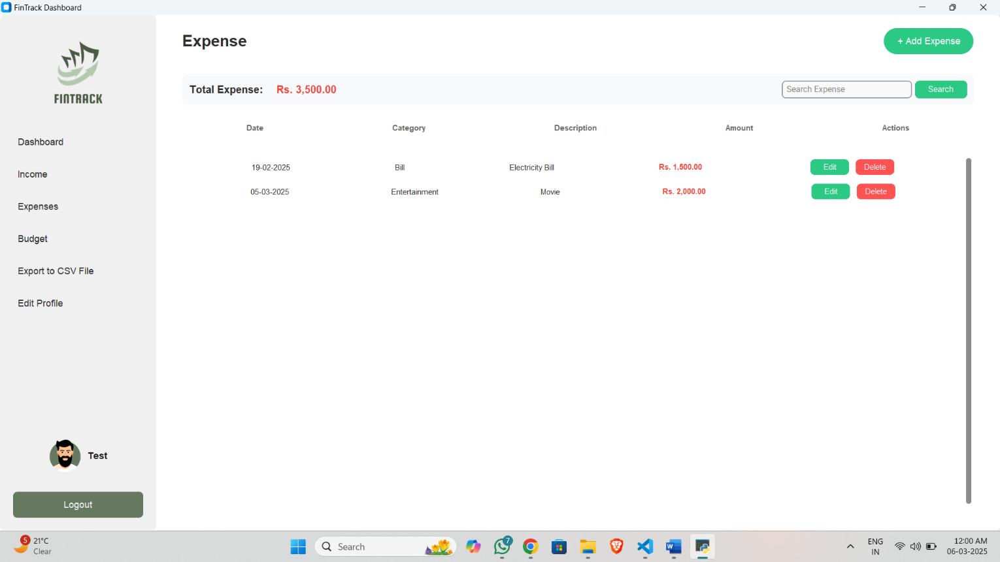 FinTrack Dashboard
FINTRACK
Dashboard
Income
Expenses
Budget
Export to CSV File
Edit Profile
Test
Logout
Expense
+ Add Expense
Total Expense: Rs. 3,500.00
Search Expense
Search
Date Category Description Amount Actions
19-02-2025 Bill Electricity Bill Rs. 1,500.00 Edit Delete
05-03-2025 Entertainment Movie Rs. 2,000.00 Edit Delete
5
21°C
Clear
Search
7
ENG
IN
12:00 AM
06-03-2025